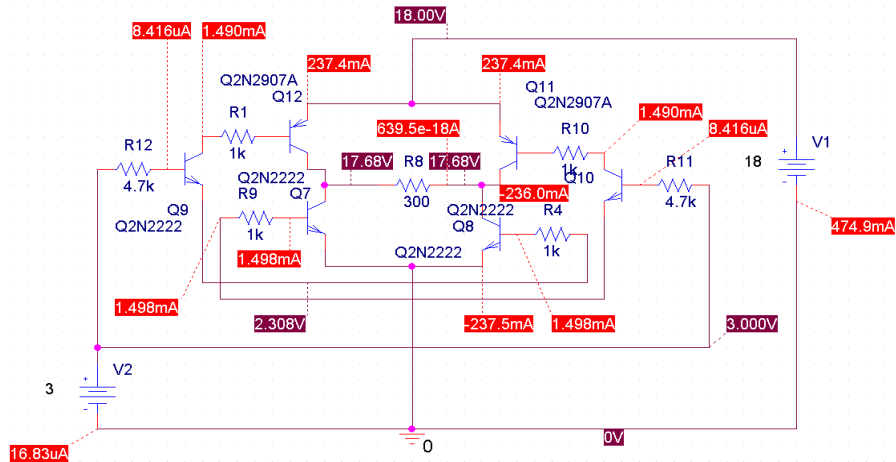 18.00V
8.416uA
1.490mA
237.4mA
237.4mA
Q2N2907A
Q12
Q11
Q2N2907A
R1
1k
639.5e-18A
R10
1k
1.490mA
8.416uA
V1
+
18
-
R12
4.7k
17.68V
R8
300
17.68V
Q10
R11
4.7k
Q2N2222
R9
1k
Q7
-236.0mA
Q2N2222
Q8
R4
1k
474.9mA
Q9
Q2N2222
Q2N2222
1.498mA
1.498mA
2.308V
-237.5mA
1.498mA
3.000V
V2
+
3
-
16.83uA
0
0V